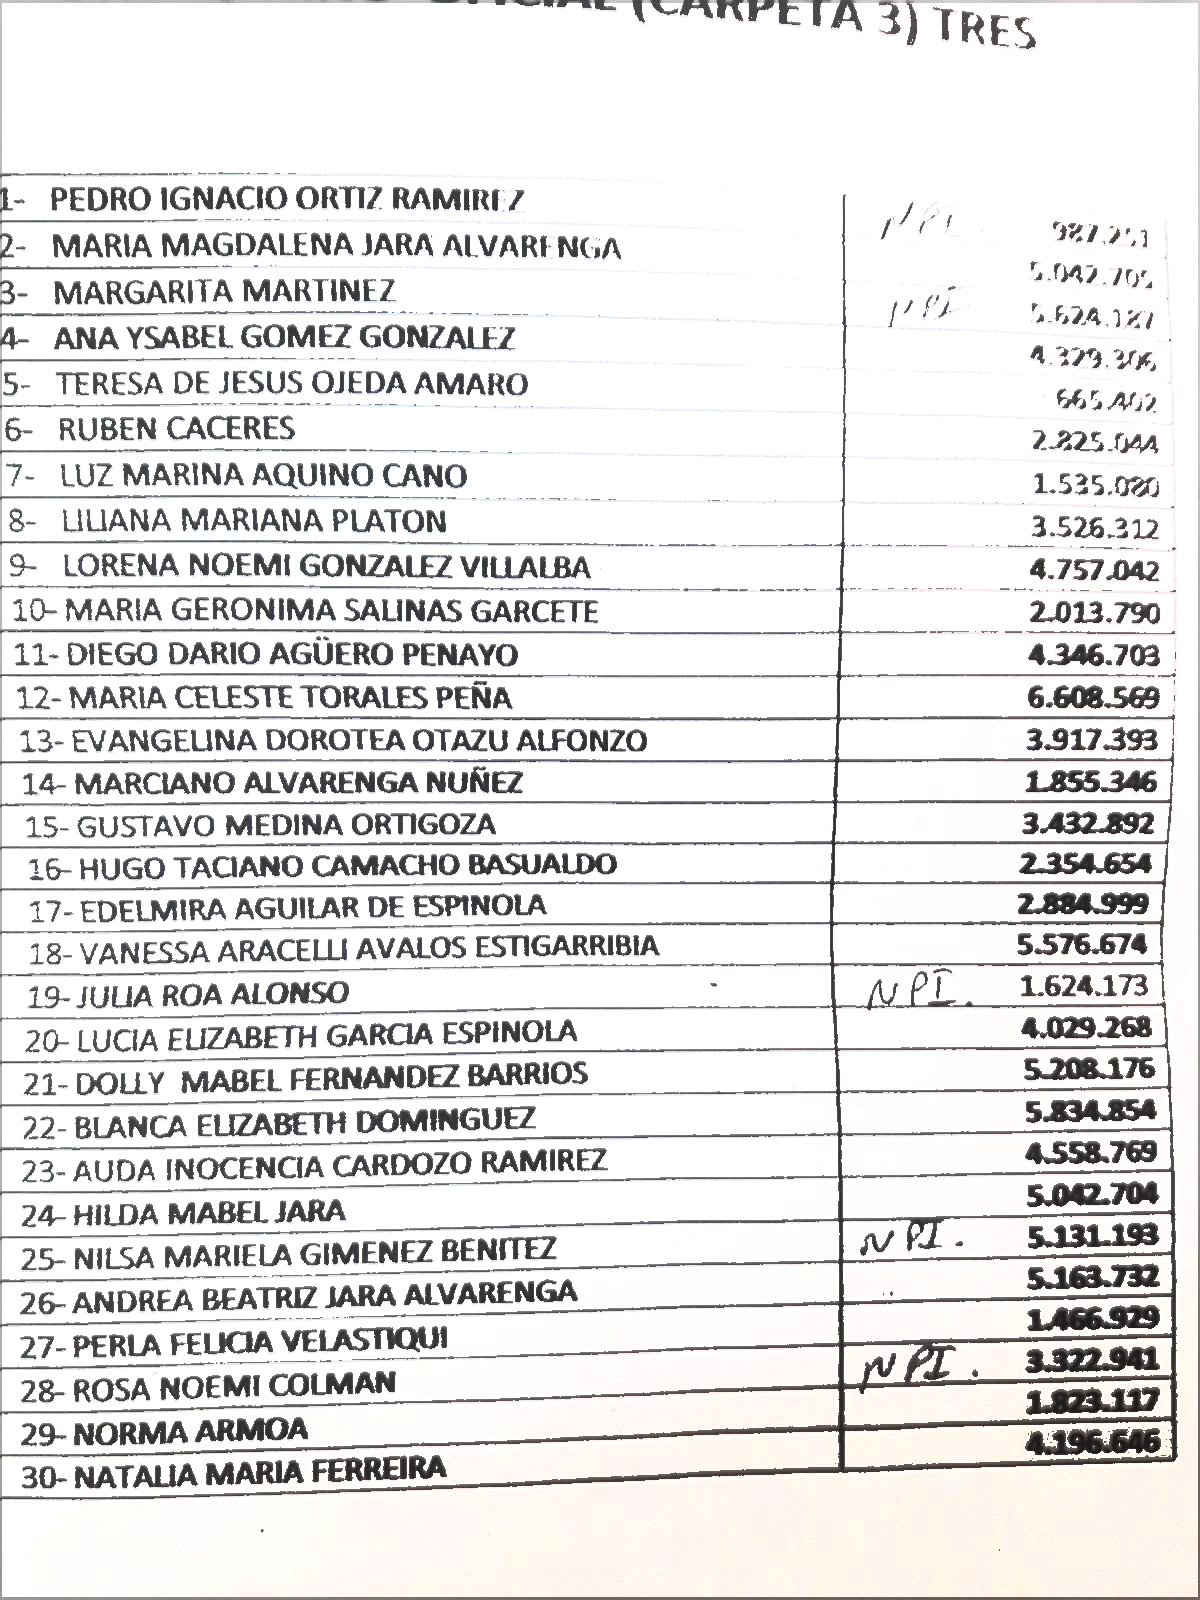 OFICIAL (CARPETA 3) TRES
1- PEDRO IGNACIO ORTIZ RAMIREZ NPI 987.251
2- MARIA MAGDALENA JARA ALVARENGA 5.042.705
3- MARGARITA MARTINEZ NPI 5.624.187
4- ANA YSABEL GOMEZ GONZALEZ 4.329.306
5- TERESA DE JESUS OJEDA AMARO 665.402
6- RUBEN CACERES 2.825.044
7- LUZ MARINA AQUINO CANO 1.535.080
8- LILIANA MARIANA PLATON 3.526.312
9- LORENA NOEMI GONZALEZ VILLALBA 4.757.042
10- MARIA GERONIMA SALINAS GARCETE 2.013.790
11- DIEGO DARIO AGÜERO PENAYO 4.346.703
12- MARIA CELESTE TORALES PEÑA 6.608.569
13- EVANGELINA DOROTEA OTAZU ALFONZO 3.917.393
14- MARCIANO ALVARENGA NUÑEZ 1.855.346
15- GUSTAVO MEDINA ORTIGOZA 3.432.892
16- HUGO TACIANO CAMACHO BASUALDO 2.354.654
17- EDELMIRA AGUILAR DE ESPINOLA 2.884.999
18- VANESSA ARACELLI AVALOS ESTIGARRIBIA 5.576.674
19- JULIA ROA ALONSO NPI. 1.624.173
20- LUCIA ELIZABETH GARCIA ESPINOLA 4.029.268
21- DOLLY MABEL FERNANDEZ BARRIOS 5.208.176
22- BLANCA ELIZABETH DOMINGUEZ 5.834.854
23- AUDA INOCENCIA CARDOZO RAMIREZ 4.558.769
24- HILDA MABEL JARA 5.042.704
25- NILSA MARIELA GIMENEZ BENITEZ NPI. 5.131.193
26- ANDREA BEATRIZ JARA ALVARENGA 5.163.732
27- PERLA FELICIA VELASTIQUI 1.466.929
28- ROSA NOEMI COLMAN NPI. 3.322.941
29- NORMA ARMOA 1.823.117
30- NATALIA MARIA FERREIRA 4.196.646